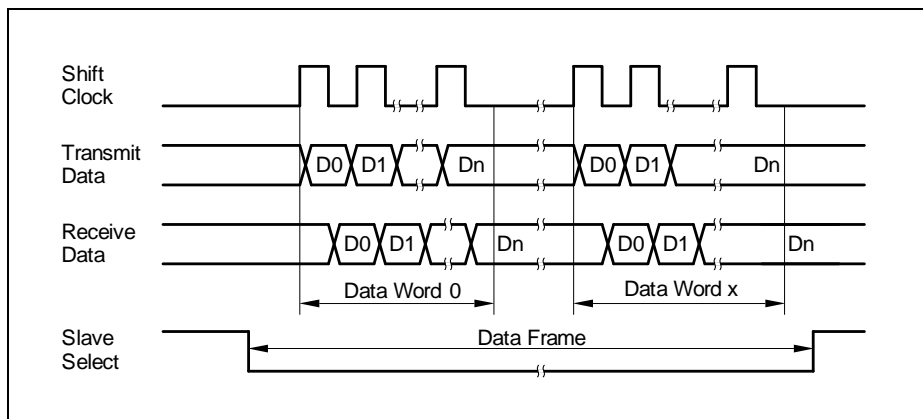 Shift
Clock
Transmit
Data
D0 D1 Dn D0 D1 Dn
Receive
Data
D0 D1 Dn D0 D1 Dn
Data Word 0 Data Word x
Slave
Select
Data Frame